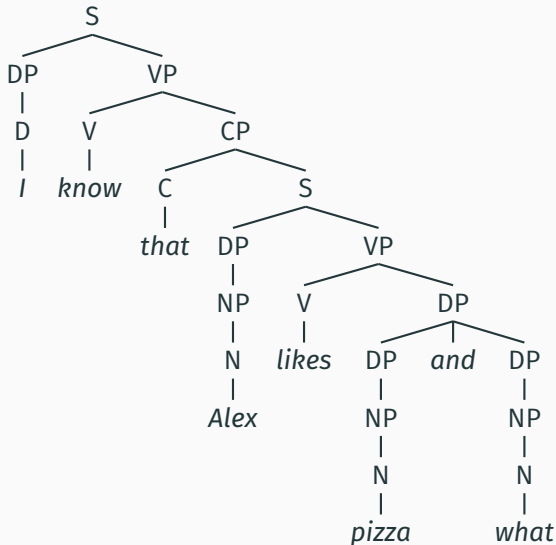 S
DP VP
D V CP
I know C S
that DP VP
NP V DP
N likes DP and DP
Alex NP NP
N N
pizza what